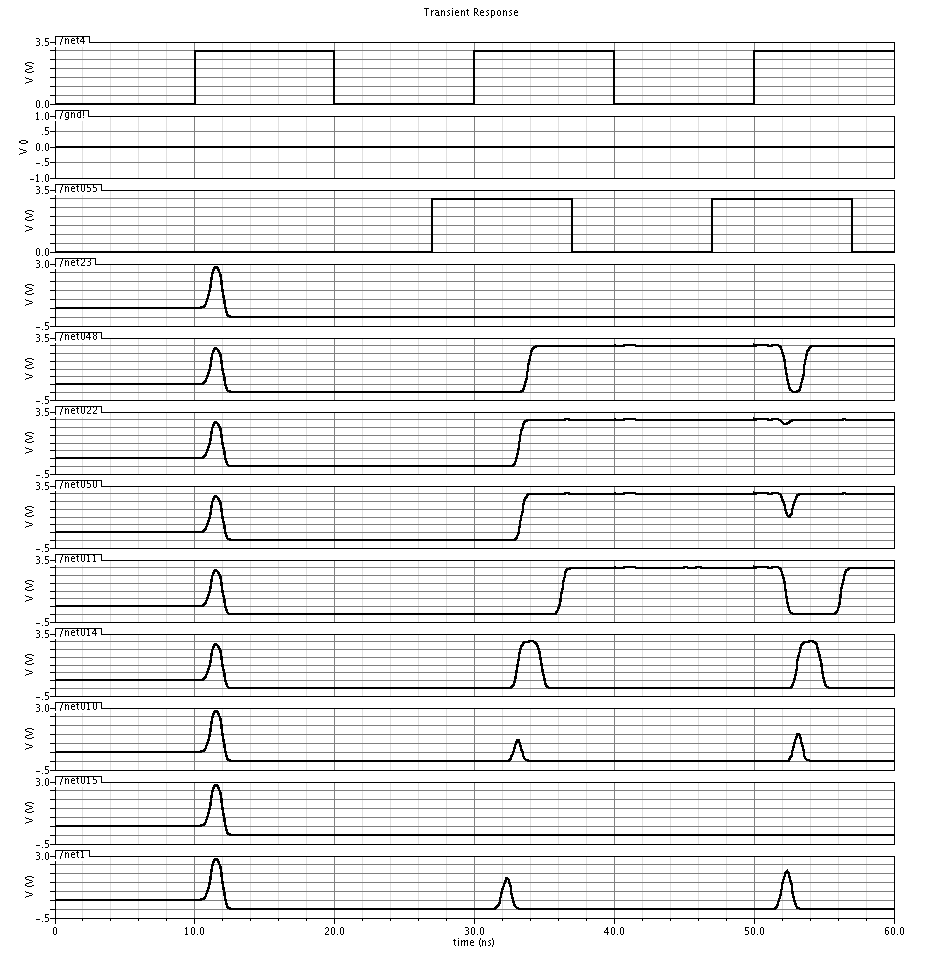 Transient Response
/net4
3.5
V (V)
0.0
/gnd!
1.0
.5
V ()
0.0
-.5
-1.0
/net055
3.5
V (V)
0.0
/net23
3.0
V (V)
-.5
/net048
3.5
V (V)
-.5
/net022
3.5
V (V)
-.5
/net050
3.5
V (V)
-.5
/net011
3.5
V (V)
-.5
/net014
3.5
V (V)
-.5
/net010
3.0
V (V)
-.5
/net015
3.0
V (V)
-.5
/net1
3.0
V (V)
-.5
0.0 10.0 20.0 30.0 40.0 50.0 60.0
time (ns)